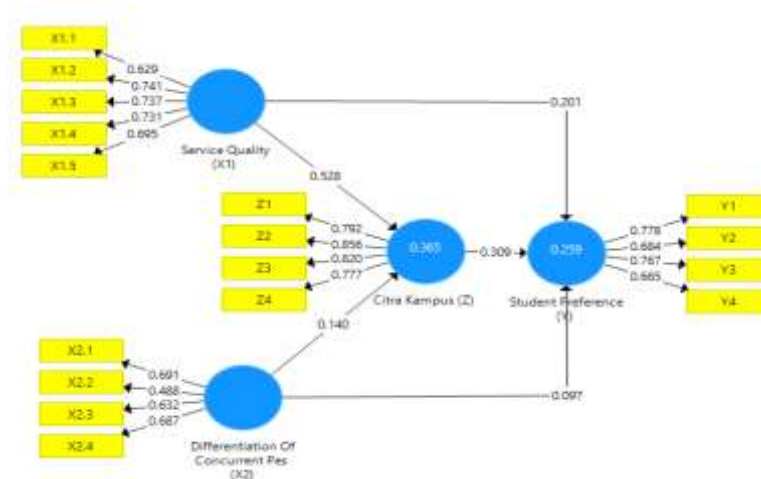 X1.1
X1.2
X1.3
X1.4
X1.5
0.629
0.741
0.737
0.731
0.695
Service Quality
(X1)
0.201
0.528
Z1
Z2
Z3
Z4
0.792
0.856
0.820
0.777
0.365
Citra Kampus (Z)
0.309
0.259
Student Preference
(Y)
0.778
0.684
0.767
0.665
Y1
Y2
Y3
Y4
0.140
X2.1
X2.2
X2.3
X2.4
0.691
0.488
0.632
0.687
0.097
Differentiation Of
Concurrent Pes
(X2)